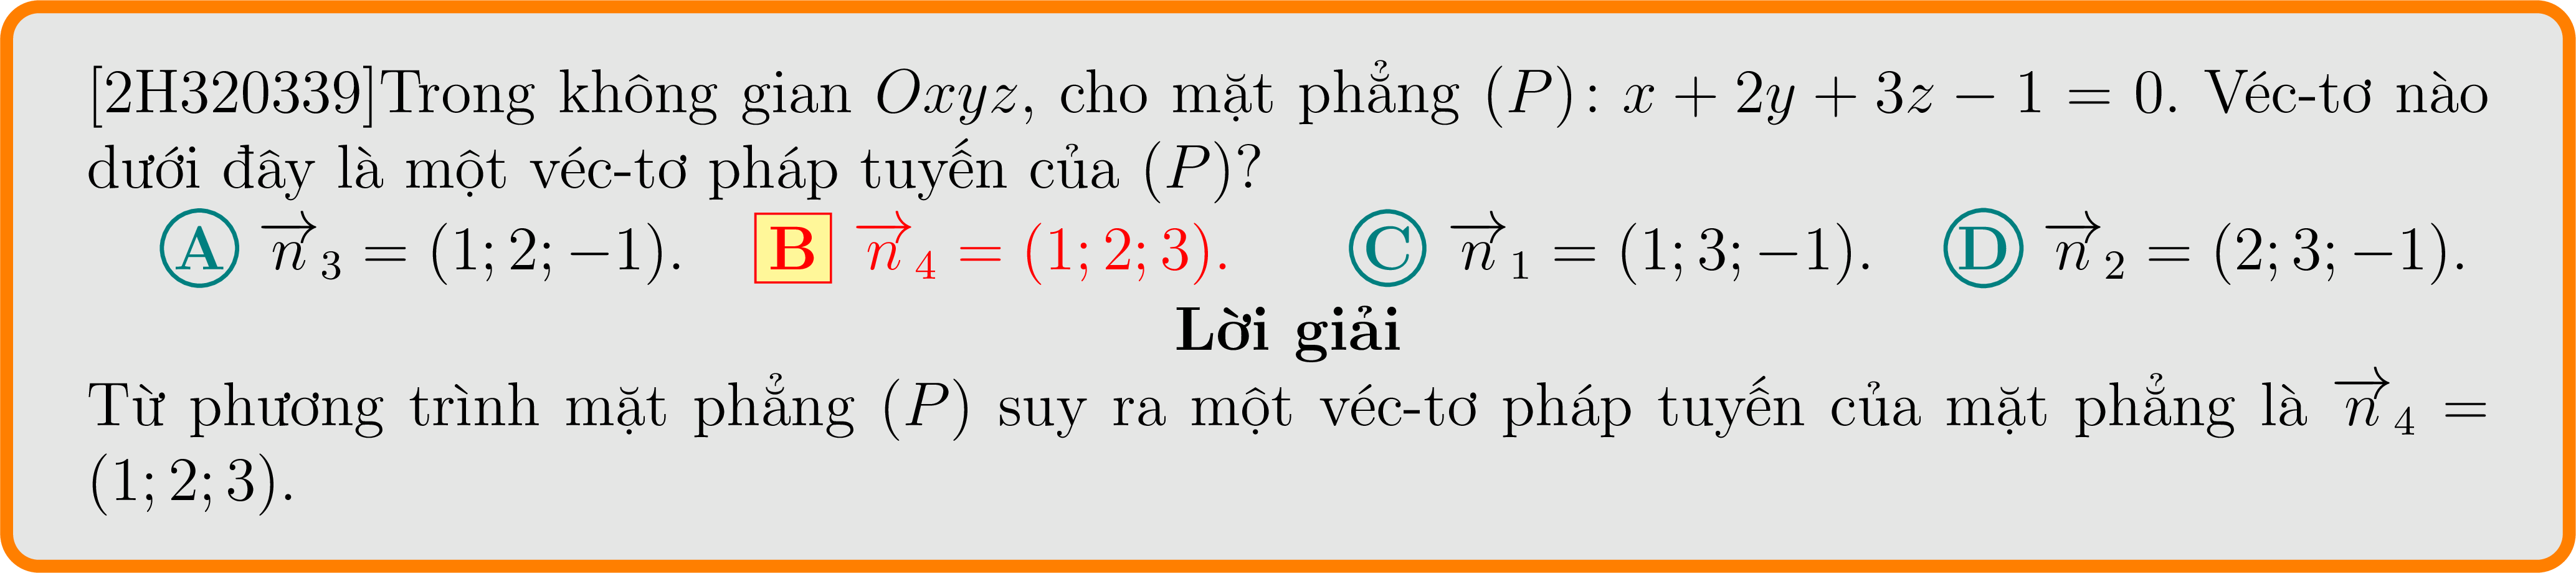 [2H320339]Trong không gian Oxyz, cho mặt phẳng (P): x + 2y + 3z − 1 = 0. Véc-tơ nào
dưới đây là một véc-tơ pháp tuyến của (P)?
A $\overrightarrow{n}_3$ = (1; 2; −1). B $\overrightarrow{n}_4$ = (1; 2; 3). C $\overrightarrow{n}_1$ = (1; 3; −1). D $\overrightarrow{n}_2$ = (2; 3; −1).
Lời giải
Từ phương trình mặt phẳng (P) suy ra một véc-tơ pháp tuyến của mặt phẳng là $\overrightarrow{n}_4$ =
(1; 2; 3).